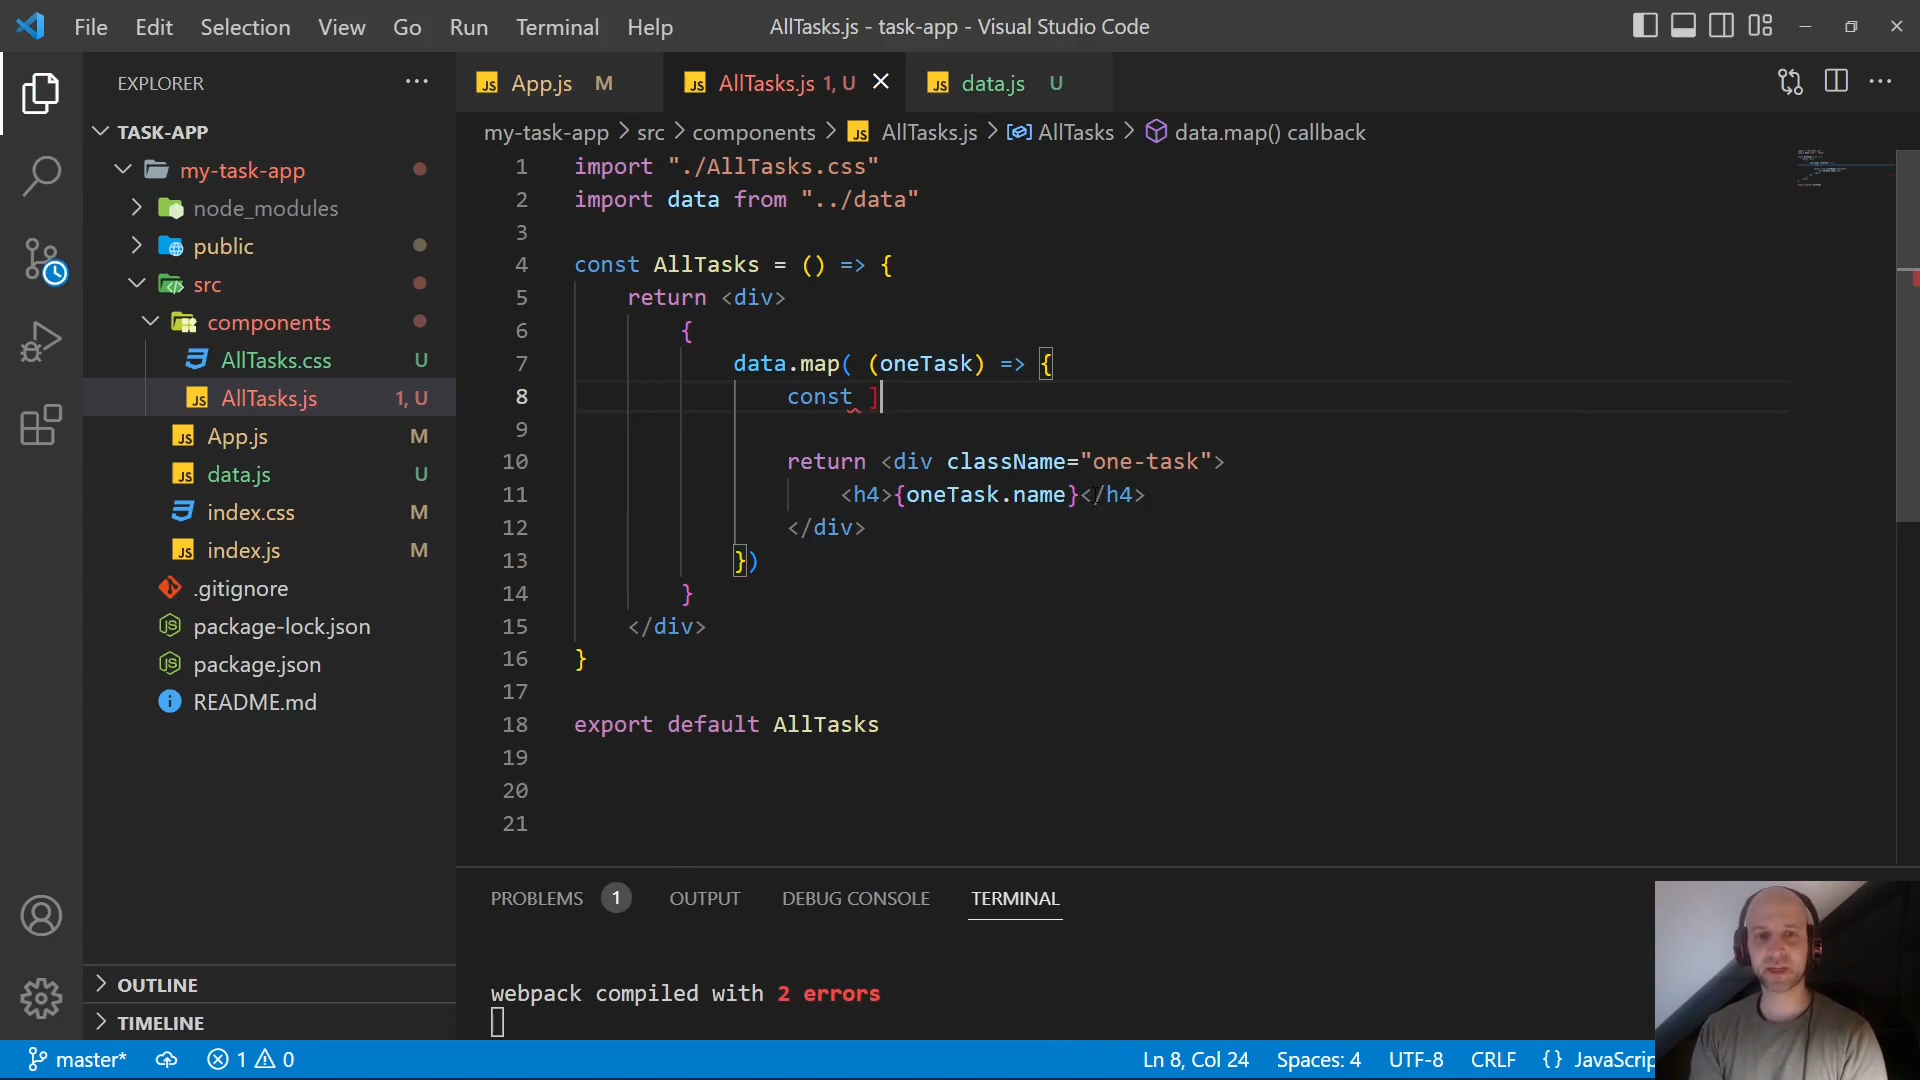 File Edit Selection View Go Run Terminal Help AllTasks.js - task-app - Visual Studio Code
EXPLORER
TASK-APP
my-task-app
node_modules
public
src
components
AllTasks.css U
AllTasks.js 1, U
App.js M
data.js U
index.css M
index.js M
.gitignore
package-lock.json
package.json
README.md
OUTLINE
TIMELINE
App.js M AllTasks.js 1, U data.js U
my-task-app > src > components > AllTasks.js > AllTasks > data.map() callback
1 import "./AllTasks.css"
2 import data from "../data"
3
4 const AllTasks = () => {
5 return <div>
6 {
7 data.map( (oneTask) => {
8 const ]
9
10 return <div className="one-task">
11 <h4>{oneTask.name}</h4>
12 </div>
13 })
14 }
15 </div>
16 }
17
18 export default AllTasks
19
20
21
PROBLEMS 1 OUTPUT DEBUG CONSOLE TERMINAL
webpack compiled with 2 errors
master* 1 0 Ln 8, Col 24 Spaces: 4 UTF-8 CRLF {} JavaScrip